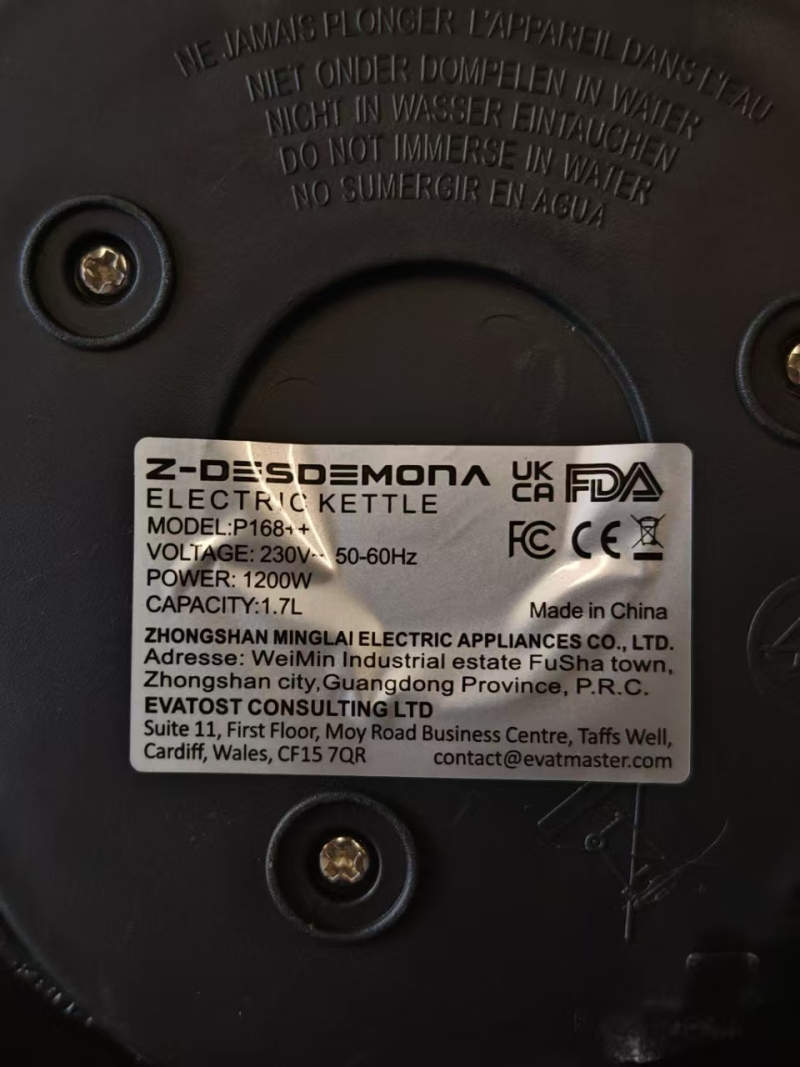 NE JAMAIS PLONGER L'APPAREIL DANS L'EAU
NIET ONDER DOMPELEN IN WATER
NICHT IN WASSER EINTAUCHEN
DO NOT IMMERSE IN WATER
NO SUMERGIR EN AGUA
Z-DESDEMONA
UK
CA
FDA
ELECTRIC KETTLE
MODEL:P168++
FC CE
VOLTAGE: 230V~ 50-60Hz
POWER: 1200W
CAPACITY:1.7L
Made in China
ZHONGSHAN MINGLAI ELECTRIC APPLIANCES CO., LTD.
Adresse: WeiMin Industrial estate FuSha town,
Zhongshan city,Guangdong Province, P.R.C.
EVATOST CONSULTING LTD
Suite 11, First Floor, Moy Road Business Centre, Taffs Well,
Cardiff, Wales, CF15 7QR contact@evatmaster.com